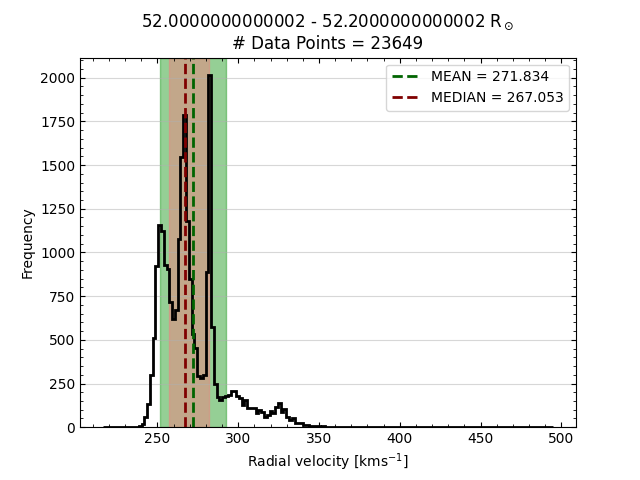 52.0000000000002 - 52.2000000000002 R⊙
# Data Points = 23649
MEAN = 271.834
MEDIAN = 267.053
Frequency
2000
1750
1500
1250
1000
750
500
250
0
250 300 350 400 450 500
Radial velocity [kms⁻¹]